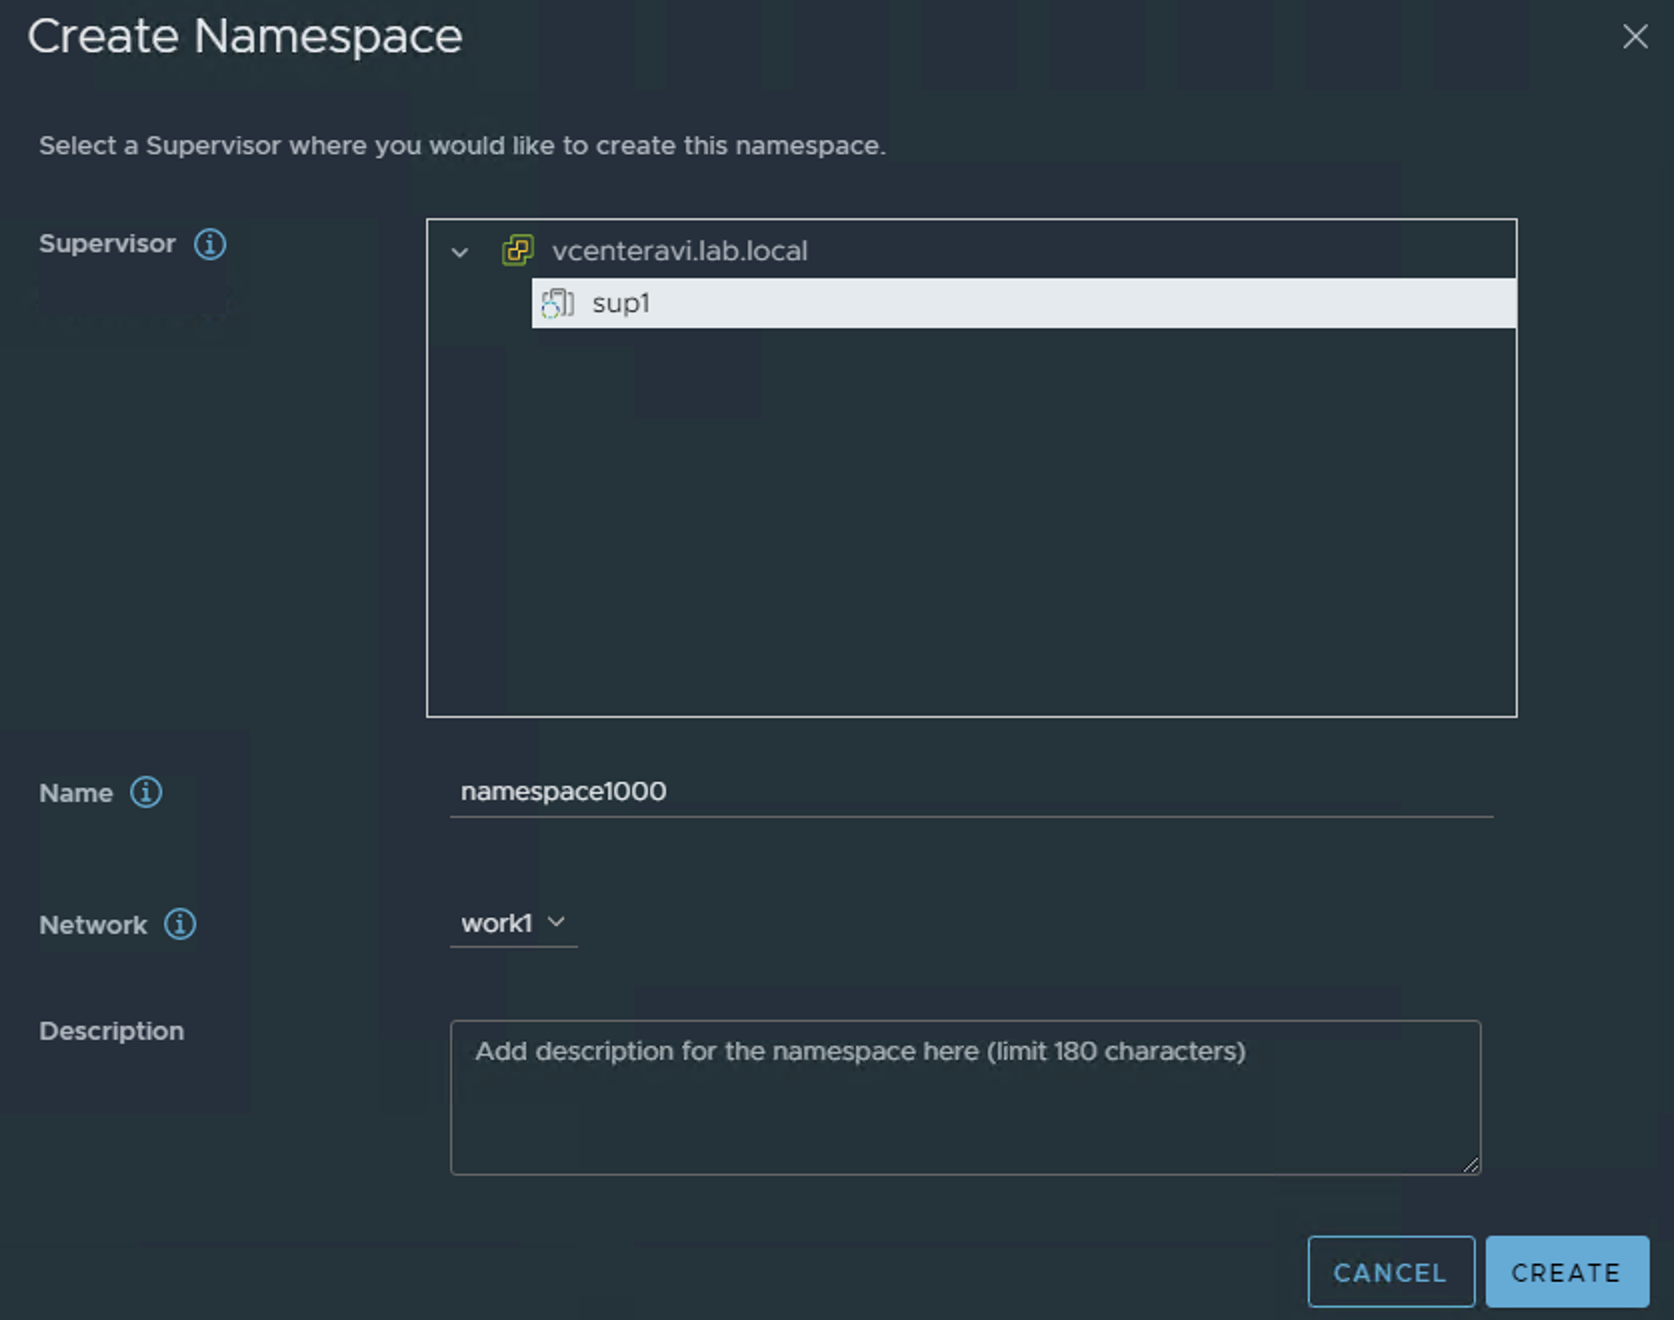 Create Namespace
Select a Supervisor where you would like to create this namespace.
Supervisor
vcenteravi.lab.local
sup1
Name
namespace1000
Network
work1
Description
Add description for the namespace here (limit 180 characters)
CANCEL
CREATE